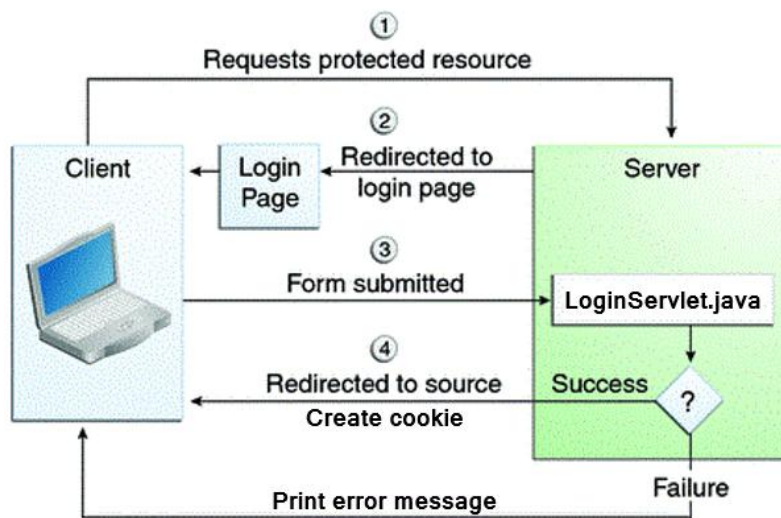 1
Requests protected resource
2
Client
Login
Page
Redirected to
login page
Server
3
Form submitted
LoginServlet.java
4
Redirected to source
Success
?
Create cookie
Failure
Print error message